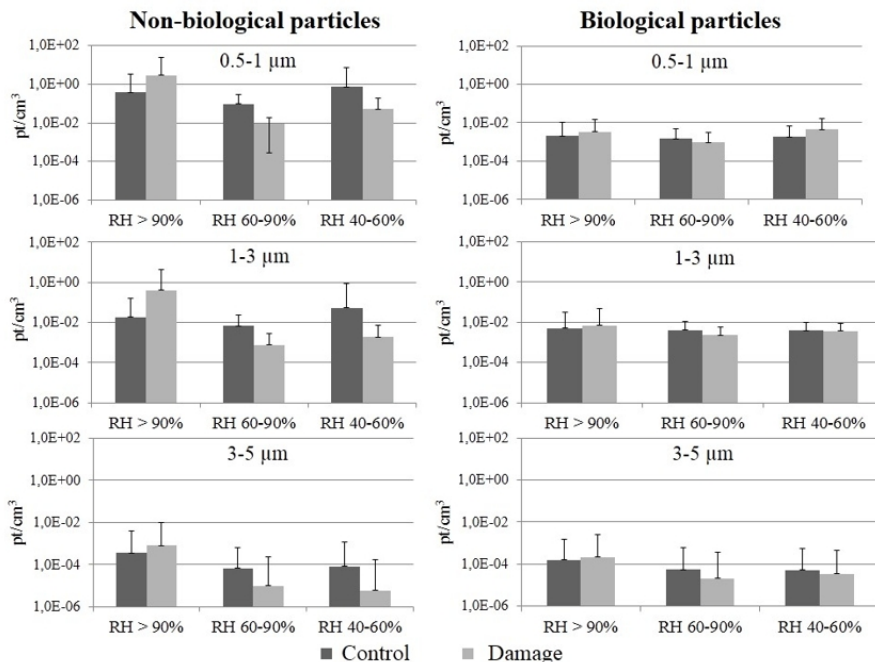 Non-biological particles
0.5-1 µm
pt/cm³
1,0E+02
1,0E+00
1,0E-02
1,0E-04
1,0E-06
RH > 90% RH 60-90% RH 40-60%
1-3 µm
pt/cm³
1,0E+02
1,0E+00
1,0E-02
1,0E-04
1,0E-06
RH > 90% RH 60-90% RH 40-60%
3-5 µm
pt/cm³
1,0E+02
1,0E+00
1,0E-02
1,0E-04
1,0E-06
RH > 90% RH 60-90% RH 40-60%
Biological particles
0.5-1 µm
pt/cm³
1,0E+02
1,0E+00
1,0E-02
1,0E-04
1,0E-06
RH > 90% RH 60-90% RH 40-60%
1-3 µm
pt/cm³
1,0E+02
1,0E+00
1,0E-02
1,0E-04
1,0E-06
RH > 90% RH 60-90% RH 40-60%
3-5 µm
pt/cm³
1,0E+02
1,0E+00
1,0E-02
1,0E-04
1,0E-06
RH > 90% RH 60-90% RH 40-60%
Control Damage